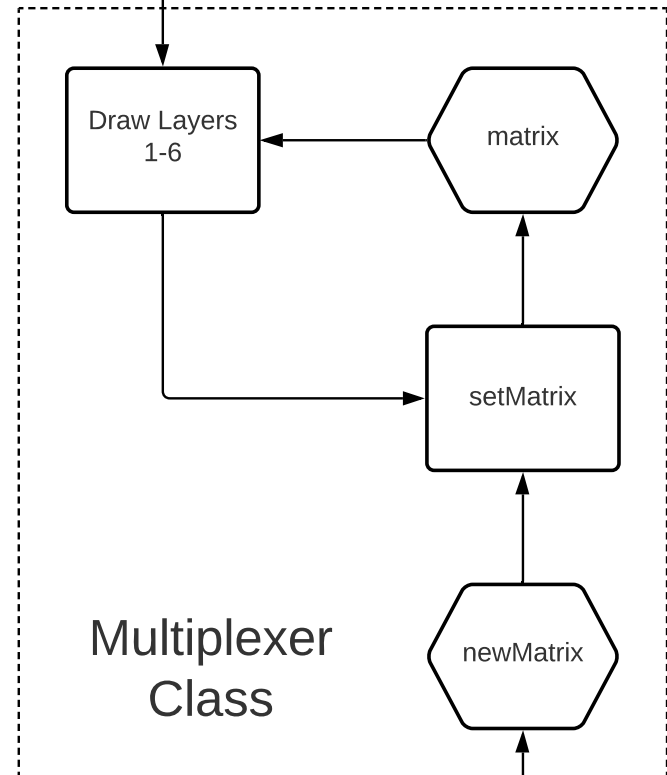 Draw Layers
1-6
matrix
setMatrix
newMatrix
Multiplexer
Class